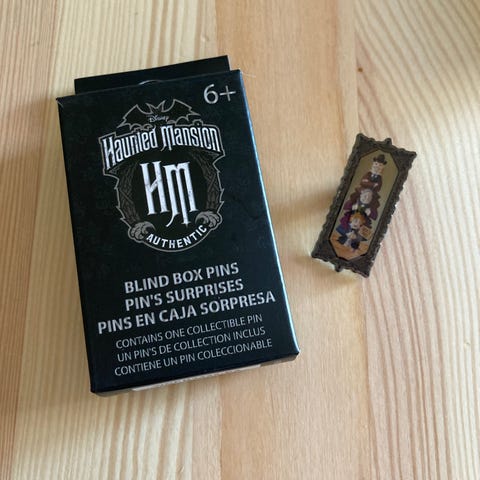 6+
Disney
Haunted Mansion
HM
AUTHENTIC
BLIND BOX PINS
PIN'S SURPRISES
PINS EN CAJA SORPRESA
CONTAINS ONE COLLECTIBLE PIN
UN PIN'S DE COLLECTION INCLUS
CONTIENE UN PIN COLECCIONABLE